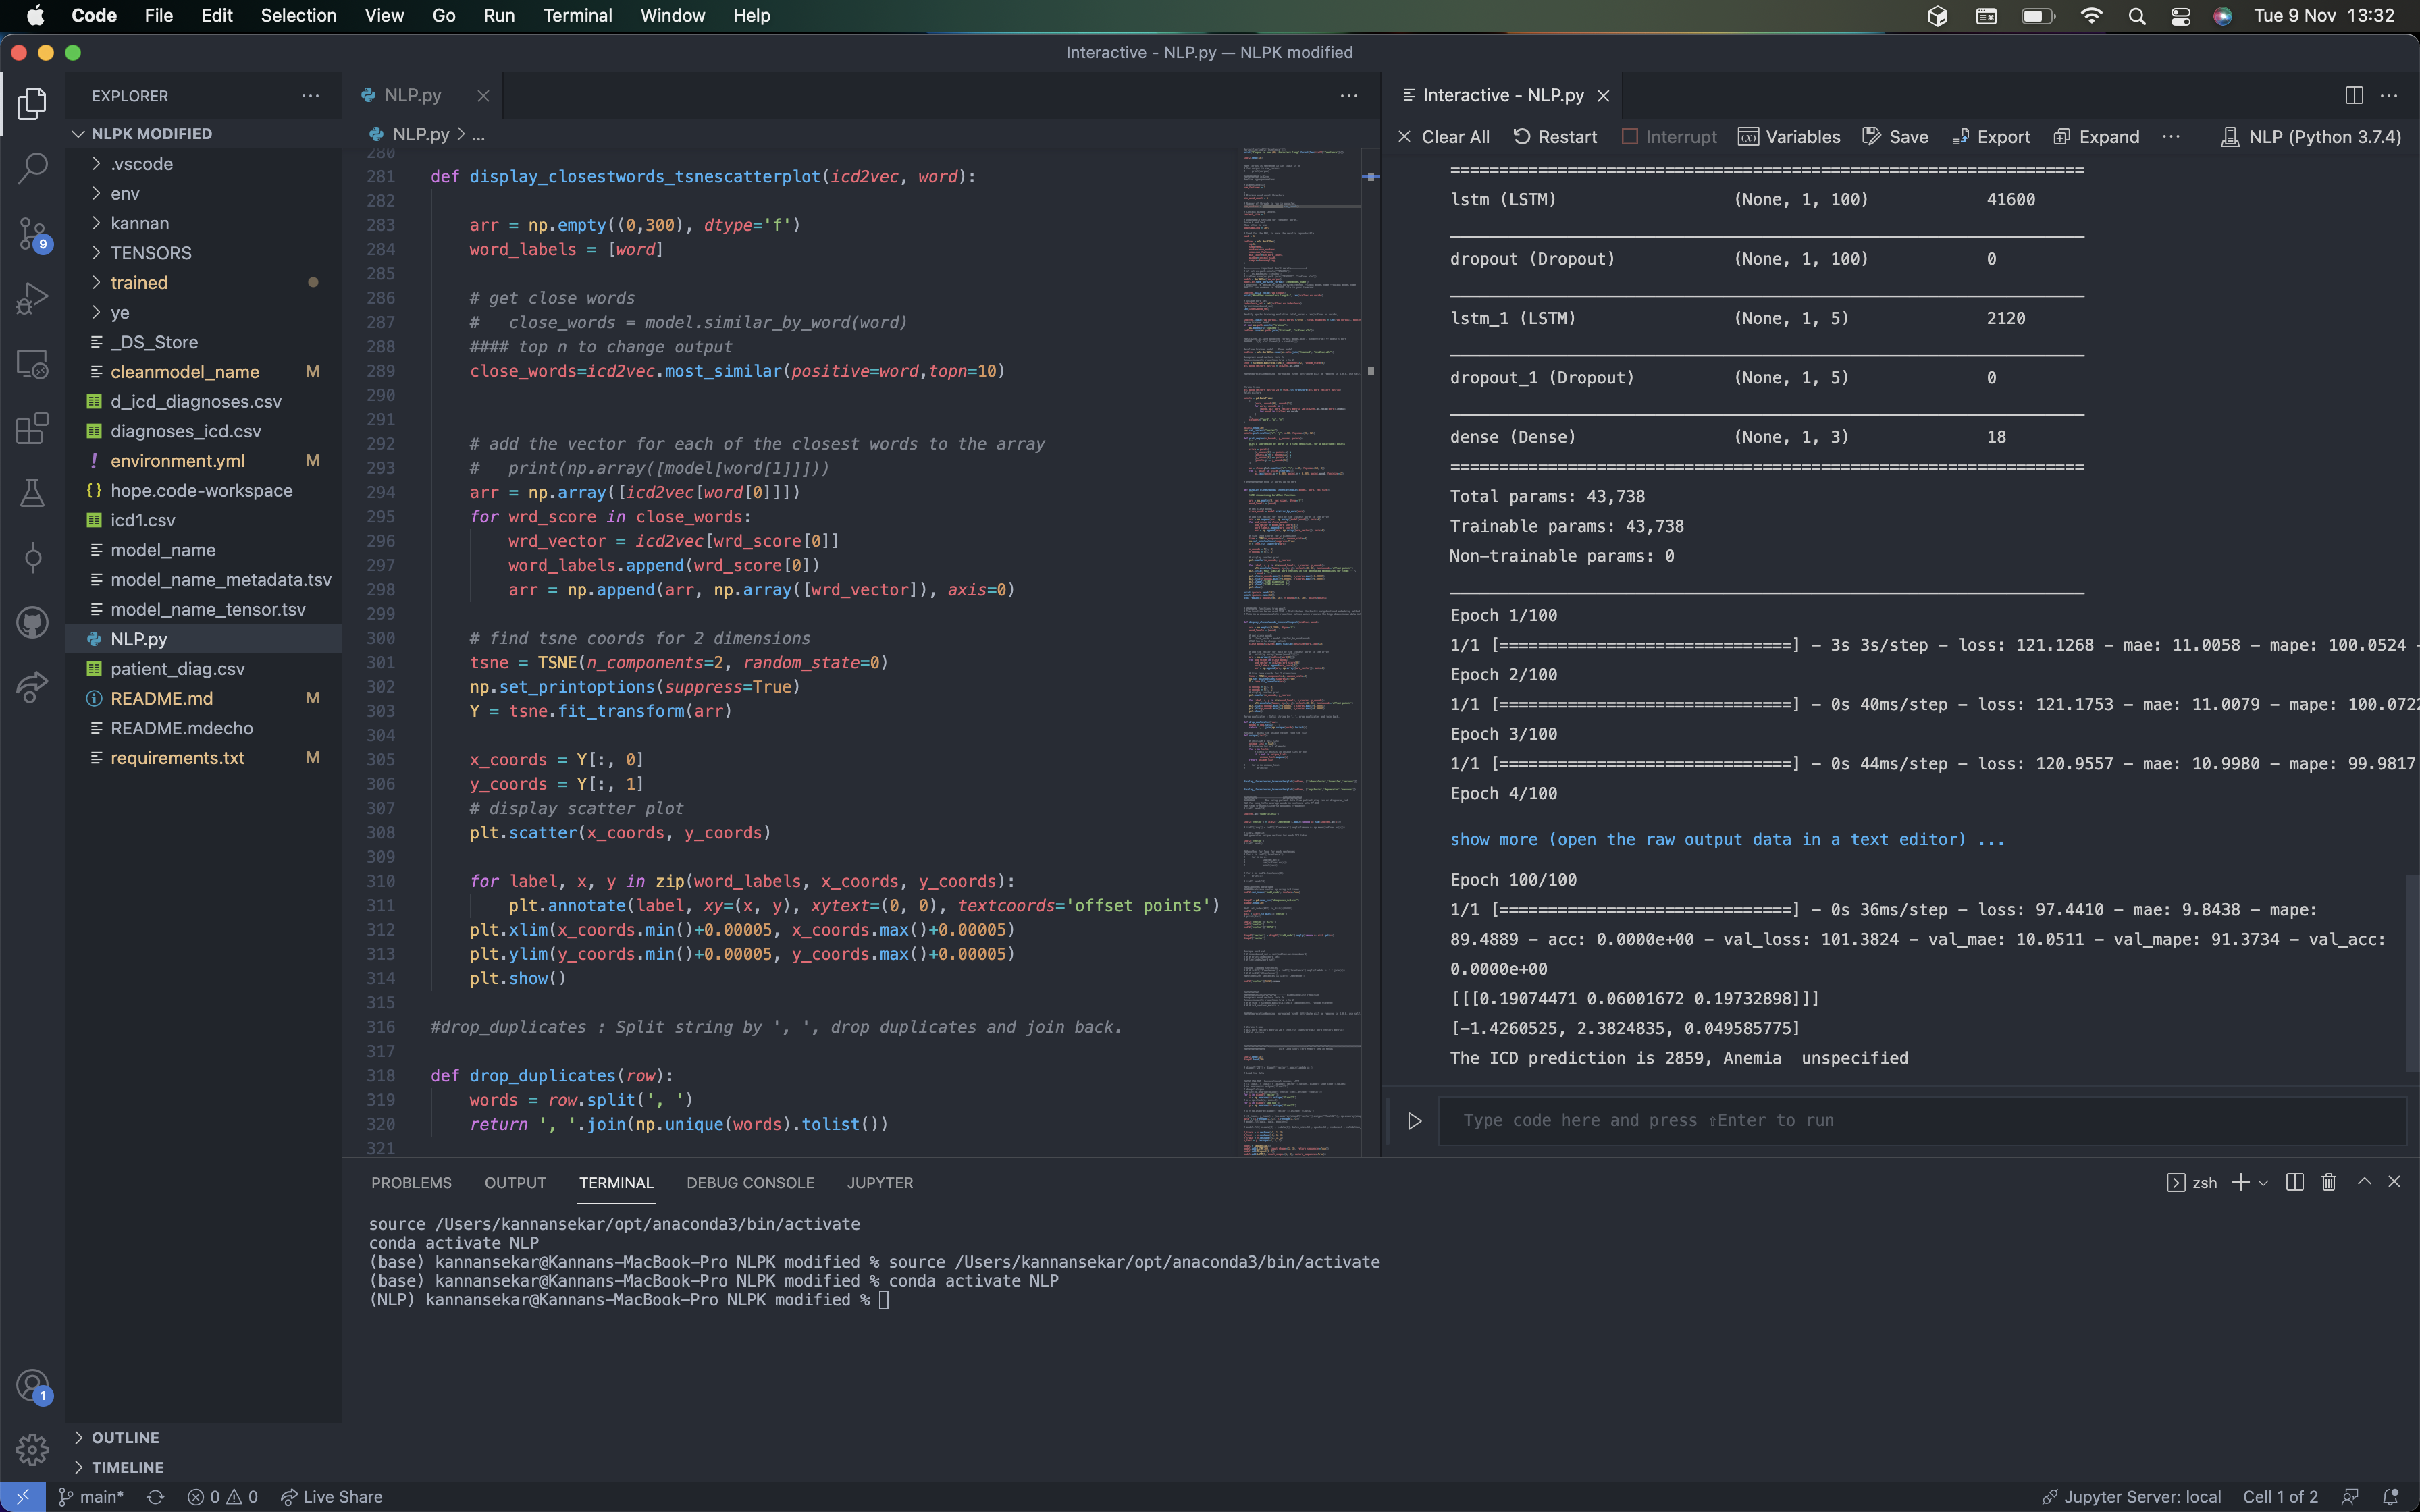 Code File Edit Selection View Go Run Terminal Window Help
Tue 9 Nov 13:32
Interactive - NLP.py — NLPK modified
EXPLORER
NLPK MODIFIED
.vscode
env
kannan
TENSORS
trained
ye
_DS_Store
cleanmodel_name M
d_icd_diagnoses.csv
diagnoses_icd.csv
environment.yml M
hope.code-workspace
icd1.csv
model_name
model_name_metadata.tsv
model_name_tensor.tsv
NLP.py
patient_diag.csv
README.md M
README.mdecho
requirements.txt M
OUTLINE
TIMELINE
9
1
NLP.py
NLP.py > ...
280
281 def display_closestwords_tsnescatterplot(icd2vec, word):
282
283 arr = np.empty((0,300), dtype='f')
284 word_labels = [word]
285
286 # get close words
287 # close_words = model.similar_by_word(word)
288 #### top n to change output
289 close_words=icd2vec.most_similar(positive=word,topn=10)
290
291
292 # add the vector for each of the closest words to the array
293 # print(np.array([model[word[1]]]))
294 arr = np.array([icd2vec[word[0]]])
295 for wrd_score in close_words:
296 wrd_vector = icd2vec[wrd_score[0]]
297 word_labels.append(wrd_score[0])
298 arr = np.append(arr, np.array([wrd_vector]), axis=0)
299
300 # find tsne coords for 2 dimensions
301 tsne = TSNE(n_components=2, random_state=0)
302 np.set_printoptions(suppress=True)
303 Y = tsne.fit_transform(arr)
304
305 x_coords = Y[:, 0]
306 y_coords = Y[:, 1]
307 # display scatter plot
308 plt.scatter(x_coords, y_coords)
309
310 for label, x, y in zip(word_labels, x_coords, y_coords):
311 plt.annotate(label, xy=(x, y), xytext=(0, 0), textcoords='offset points')
312 plt.xlim(x_coords.min()+0.00005, x_coords.max()+0.00005)
313 plt.ylim(y_coords.min()+0.00005, y_coords.max()+0.00005)
314 plt.show()
315
316 #drop_duplicates : Split string by ', ', drop duplicates and join back.
317
318 def drop_duplicates(row):
319 words = row.split(', ')
320 return ', '.join(np.unique(words).tolist())
321
Interactive - NLP.py
Clear All Restart Interrupt Variables Save Export Expand ... NLP (Python 3.7.4)
=================================================================
lstm (LSTM) (None, 1, 100) 41600
dropout (Dropout) (None, 1, 100) 0
lstm_1 (LSTM) (None, 1, 5) 2120
dropout_1 (Dropout) (None, 1, 5) 0
dense (Dense) (None, 1, 3) 18
=================================================================
Total params: 43,738
Trainable params: 43,738
Non-trainable params: 0
Epoch 1/100
1/1 [==============================] - 3s 3s/step - loss: 121.1268 - mae: 11.0058 - mape: 100.0524 -
Epoch 2/100
1/1 [==============================] - 0s 40ms/step - loss: 121.1753 - mae: 11.0079 - mape: 100.0722
Epoch 3/100
1/1 [==============================] - 0s 44ms/step - loss: 120.9557 - mae: 10.9980 - mape: 99.9817
Epoch 4/100
show more (open the raw output data in a text editor) ...
Epoch 100/100
1/1 [==============================] - 0s 36ms/step - loss: 97.4410 - mae: 9.8438 - mape:
89.4889 - acc: 0.0000e+00 - val_loss: 101.3824 - val_mae: 10.0511 - val_mape: 91.3734 - val_acc:
0.0000e+00
[[[0.19074471 0.06001672 0.19732898]]]
[-1.4260525, 2.3824835, 0.049585775]
The ICD prediction is 2859, Anemia  unspecified
Type code here and press ⇧Enter to run
PROBLEMS OUTPUT TERMINAL DEBUG CONSOLE JUPYTER
zsh
source /Users/kannansekar/opt/anaconda3/bin/activate
conda activate NLP
(base) kannansekar@Kannans-MacBook-Pro NLPK modified % source /Users/kannansekar/opt/anaconda3/bin/activate
(base) kannansekar@Kannans-MacBook-Pro NLPK modified % conda activate NLP
(NLP) kannansekar@Kannans-MacBook-Pro NLPK modified %
main* 0 0 Live Share
Jupyter Server: local Cell 1 of 2